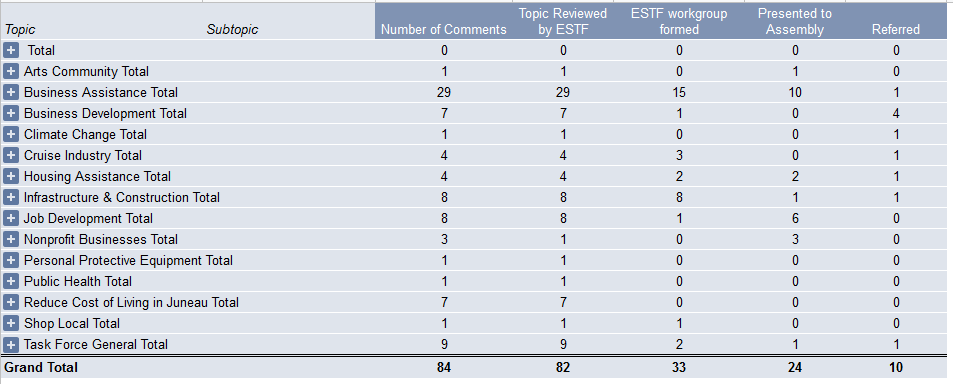 Topic Subtopic Number of Comments Topic Reviewed by ESTF ESTF workgroup formed Presented to Assembly Referred
Total 0 0 0 0 0
Arts Community Total 1 1 0 1 0
Business Assistance Total 29 29 15 10 1
Business Development Total 7 7 1 0 4
Climate Change Total 1 1 0 0 1
Cruise Industry Total 4 4 3 0 1
Housing Assistance Total 4 4 2 2 1
Infrastructure & Construction Total 8 8 8 1 1
Job Development Total 8 8 1 6 0
Nonprofit Businesses Total 3 1 0 3 0
Personal Protective Equipment Total 1 1 0 0 0
Public Health Total 1 1 0 0 0
Reduce Cost of Living in Juneau Total 7 7 0 0 0
Shop Local Total 1 1 1 0 0
Task Force General Total 9 9 2 1 1
Grand Total 84 82 33 24 10